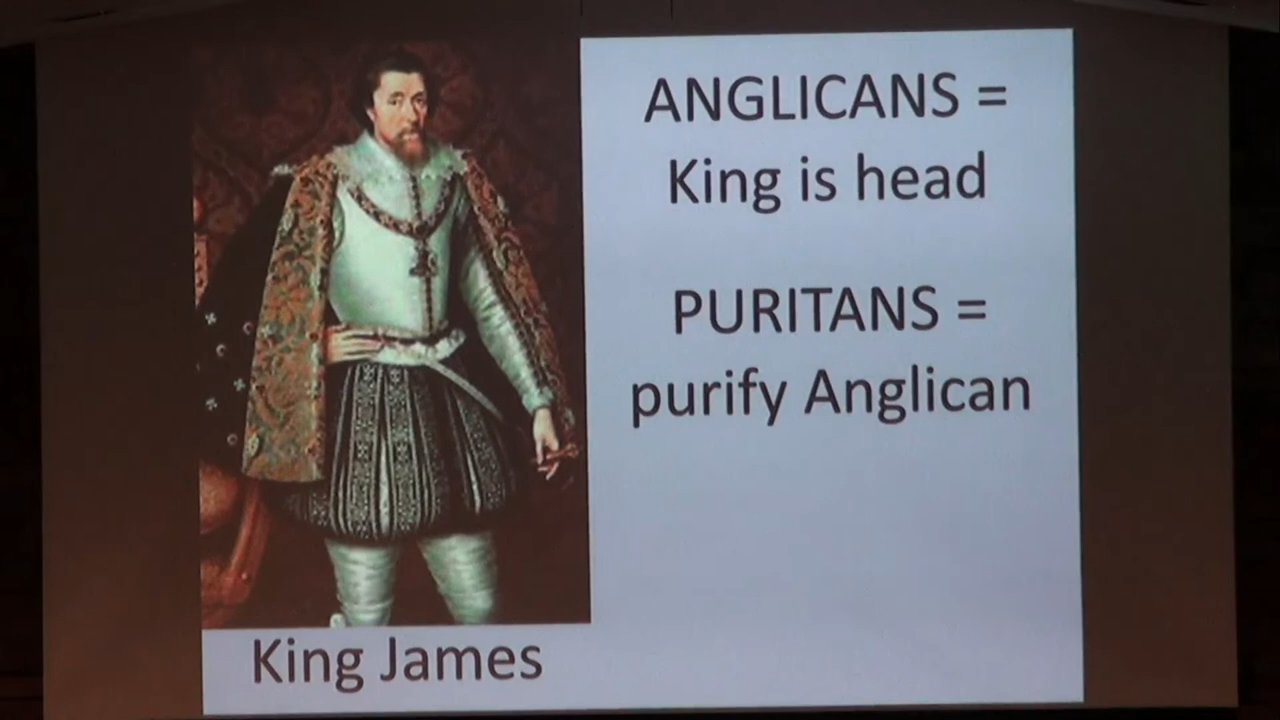 ANGLICANS =
King is head
PURITANS =
purify Anglican
King James